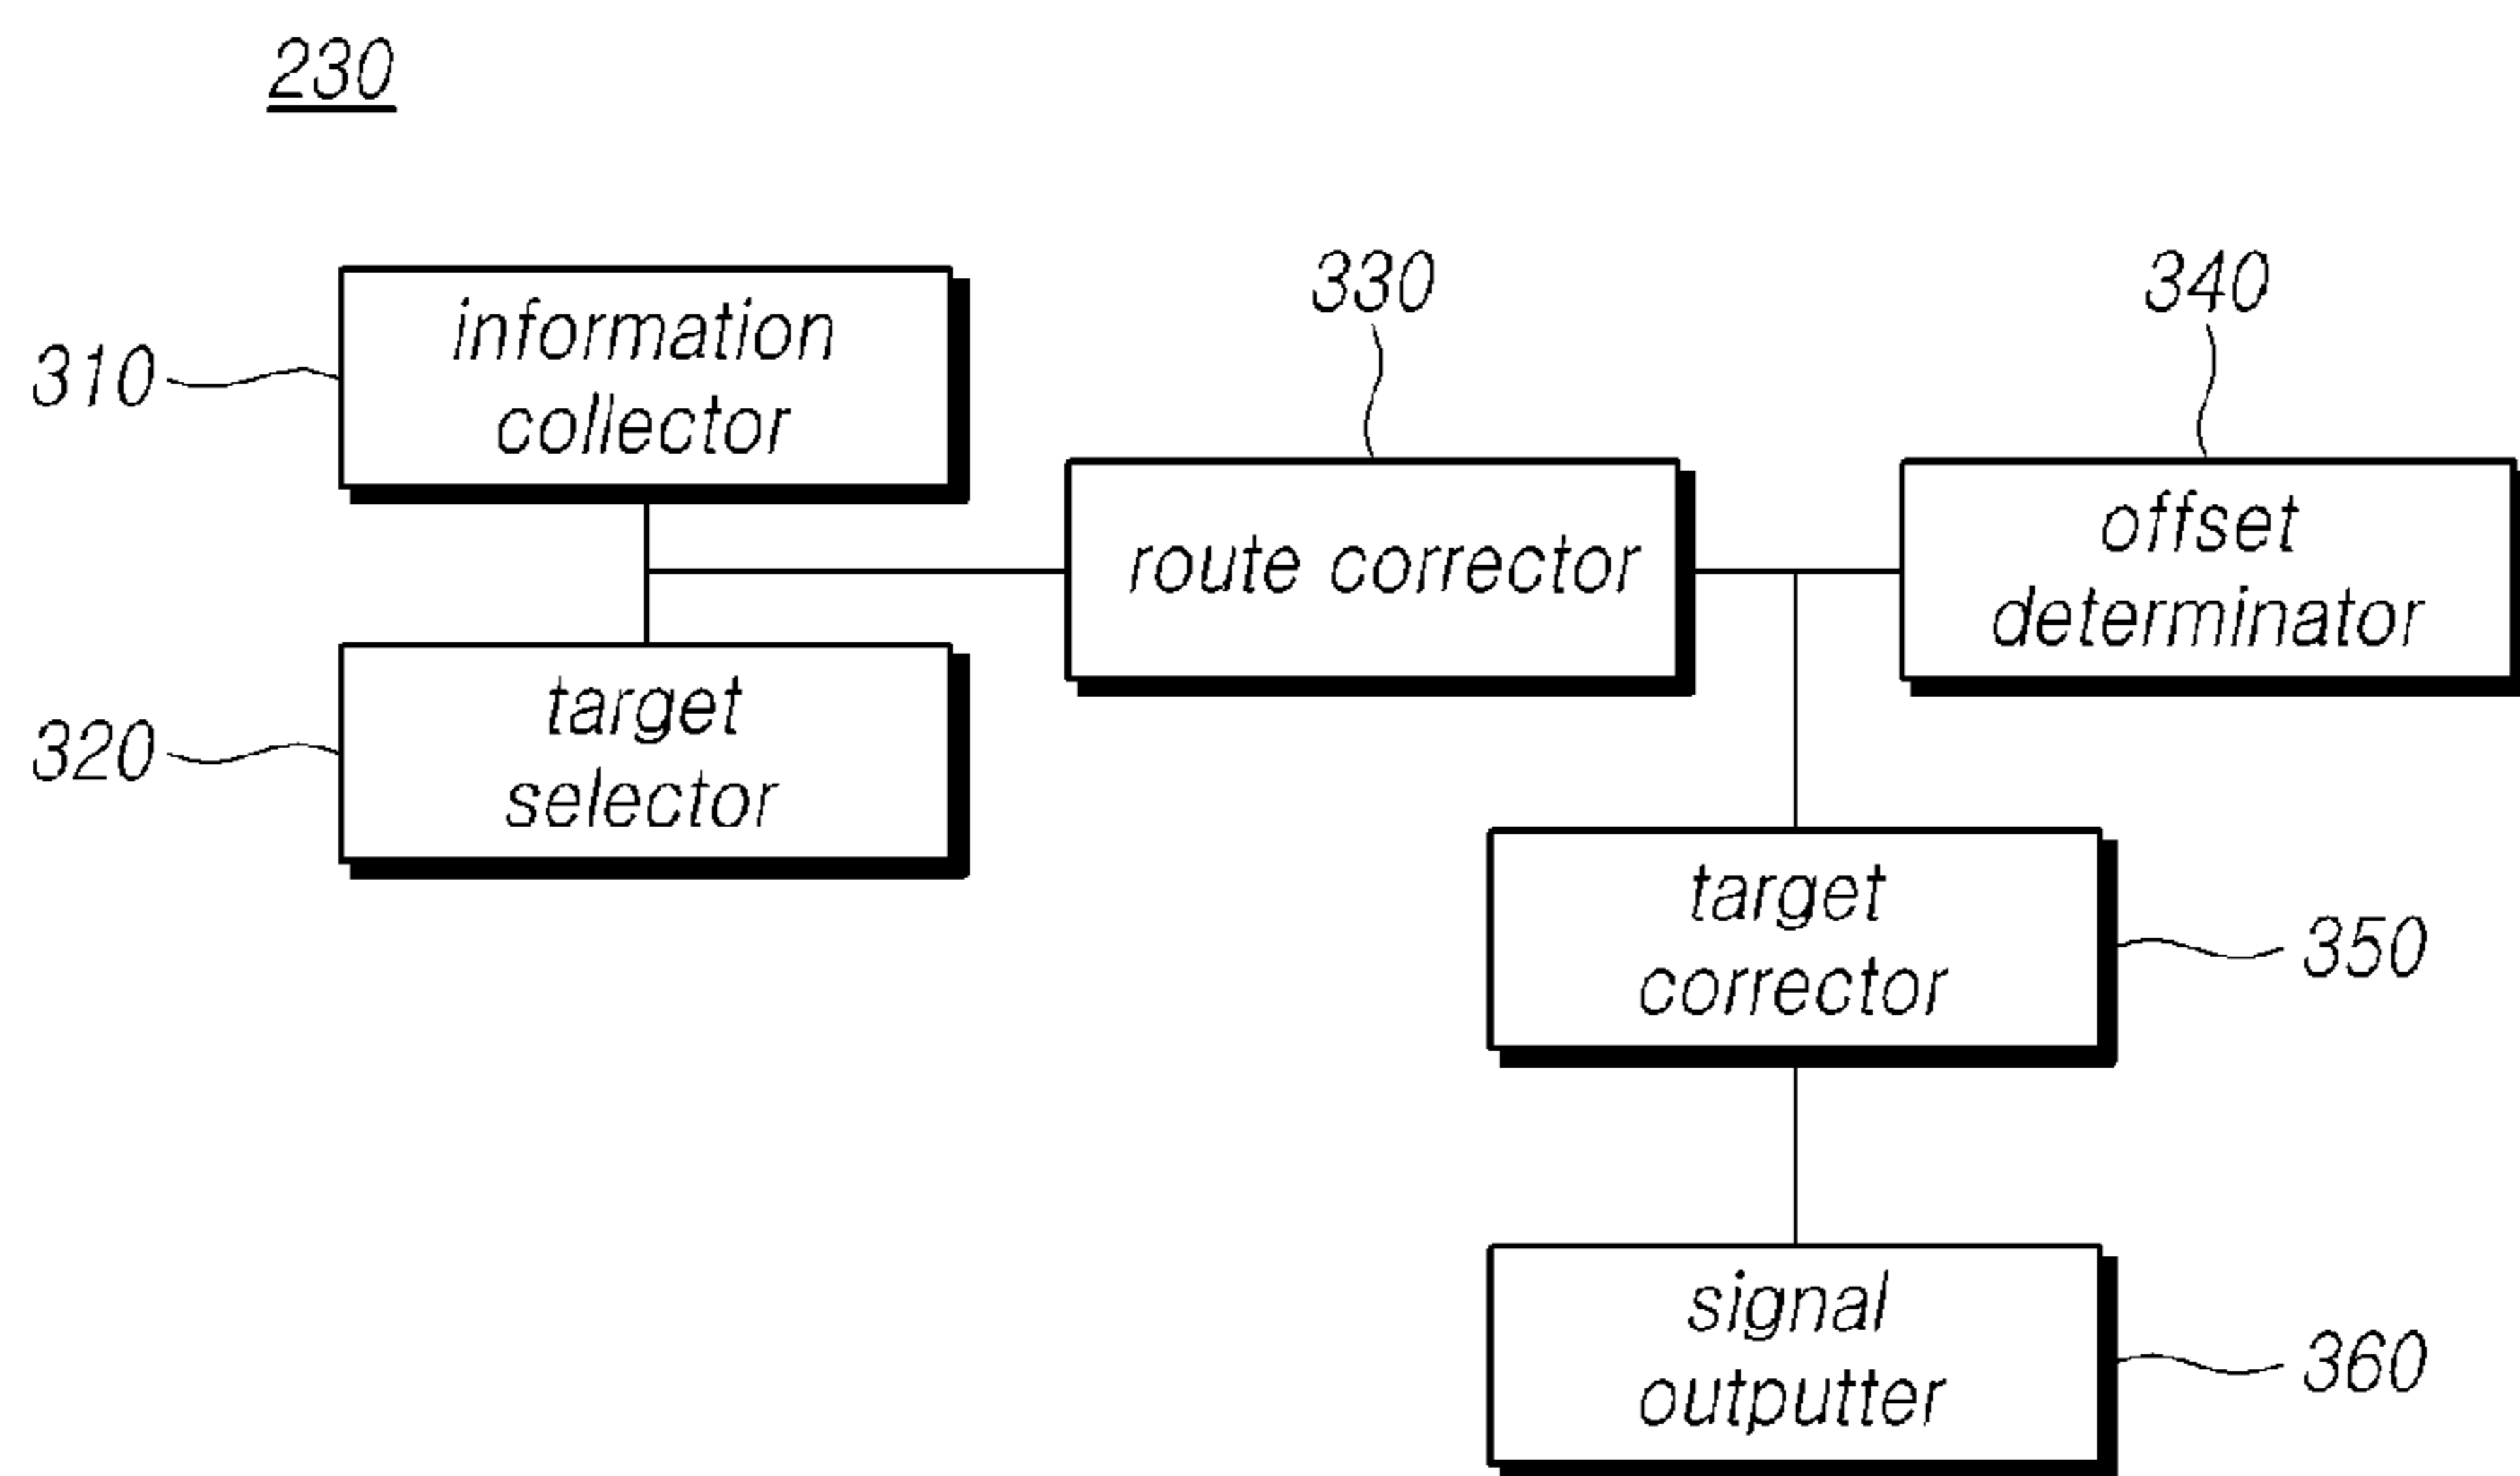 230
310
information
collector
330
340
route corrector
offset
determinator
320
target
selector
target
corrector
350
signal
outputter
360